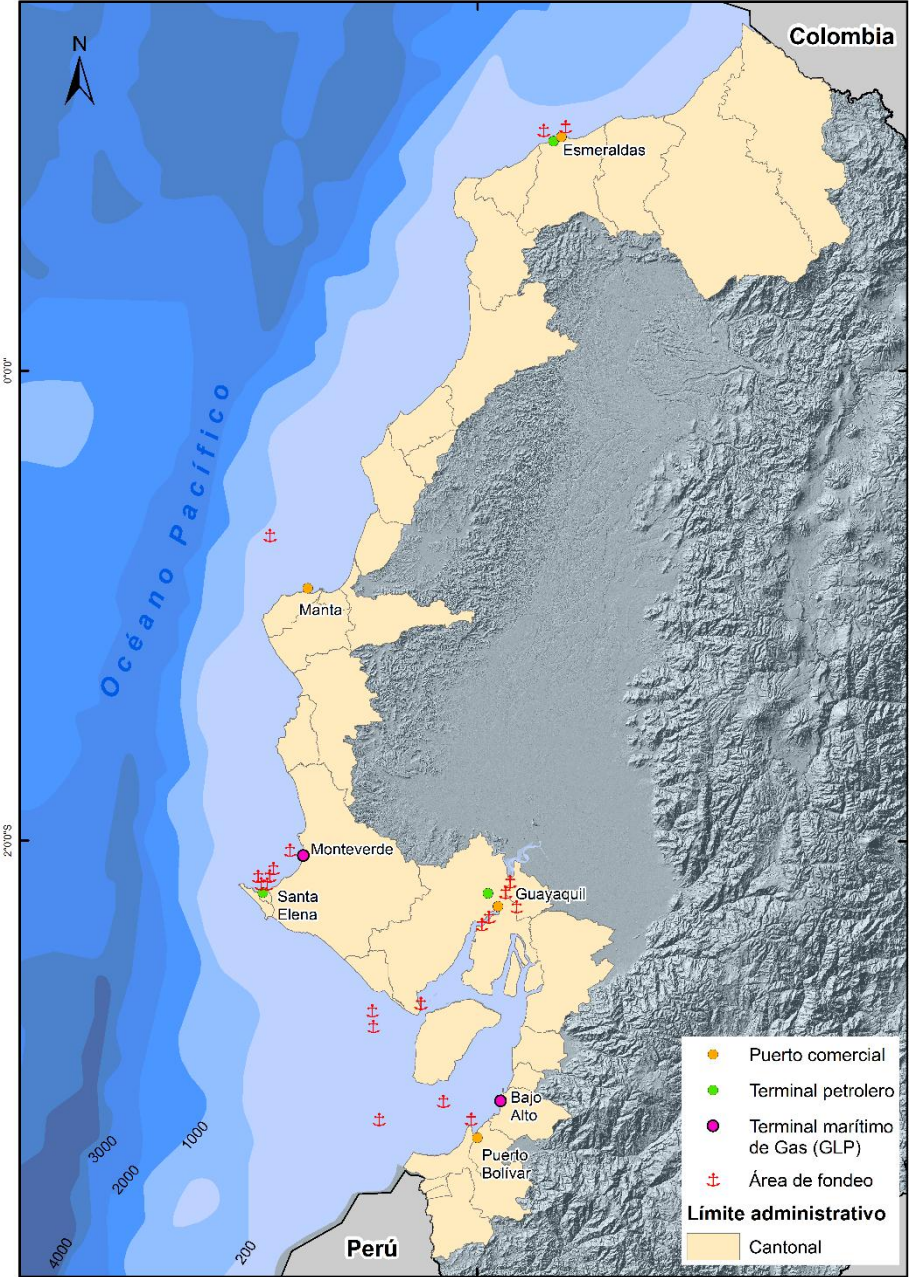 Colombia
N
Esmeraldas
0°0'0"
Océano Pacífico
Manta
2°0'0"S
Monteverde
Santa
Elena
Guayaquil
Bajo
Alto
Puerto
Bolívar
Perú
4000
3000
2000
1000
200
Puerto comercial
Terminal petrolero
Terminal marítimo
de Gas (GLP)
Área de fondeo
Límite administrativo
Cantonal